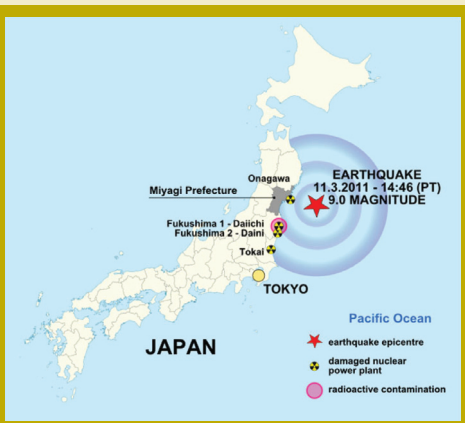 Onagawa
Miyagi Prefecture
EARTHQUAKE
11.3.2011 - 14:46 (PT)
9.0 MAGNITUDE
Fukushima 1 - Daiichi
Fukushima 2 - Daini
Tokai
TOKYO
JAPAN
Pacific Ocean
earthquake epicentre
damaged nuclear
power plant
radioactive contamination